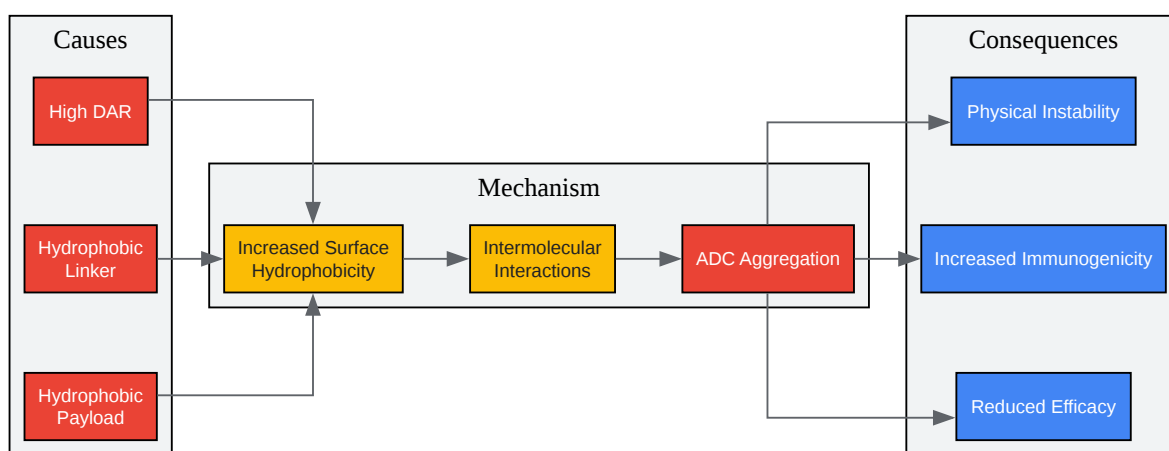 Causes
High DAR
Hydrophobic
Linker
Hydrophobic
Payload
Mechanism
Increased Surface
Hydrophobicity
Intermolecular
Interactions
ADC Aggregation
Consequences
Physical Instability
Increased Immunogenicity
Reduced Efficacy